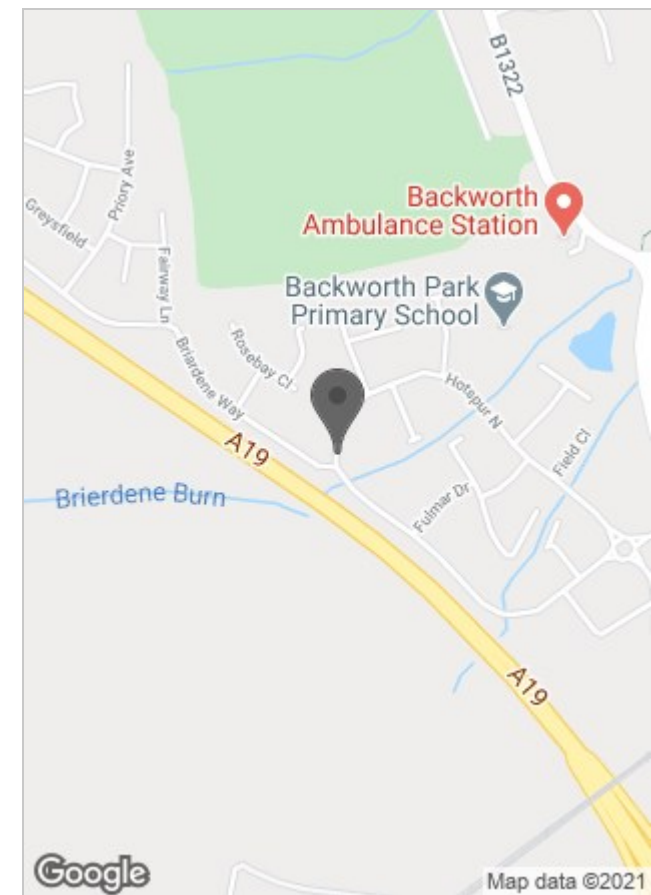 B1322
Backworth
Ambulance Station
Priory Ave
Greysfield
Fairway Ln
Backworth Park
Primary School
Rosebay Cl
Briardene Way
Hotspur N
A19
Field Cl
Brierdene Burn
Fulmar Dr
A19
Google
Map data ©2021